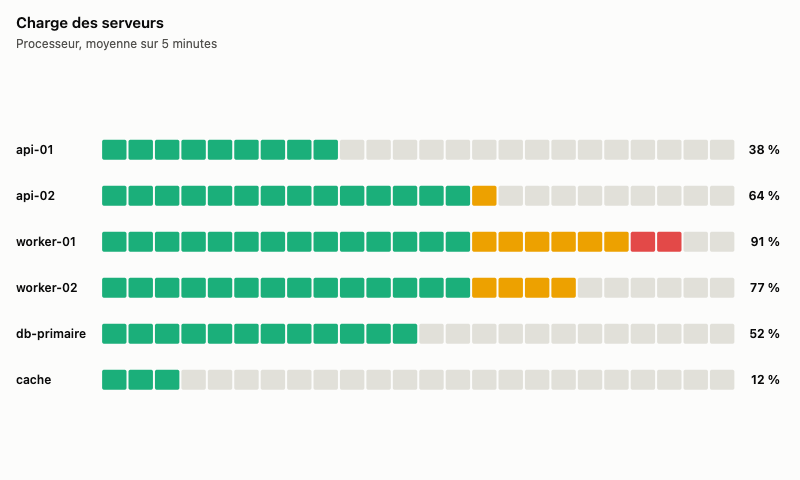 Charge des serveurs
Processeur, moyenne sur 5 minutes
api-01 38 %
api-02 64 %
worker-01 91 %
worker-02 77 %
db-primaire 52 %
cache 12 %